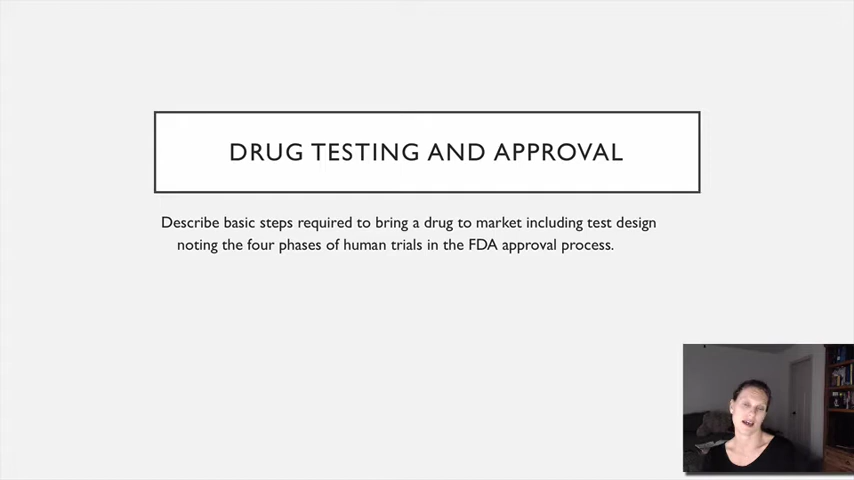 DRUG TESTING AND APPROVAL
Describe basic steps required to bring a drug to market including test design
noting the four phases of human trials in the FDA approval process.